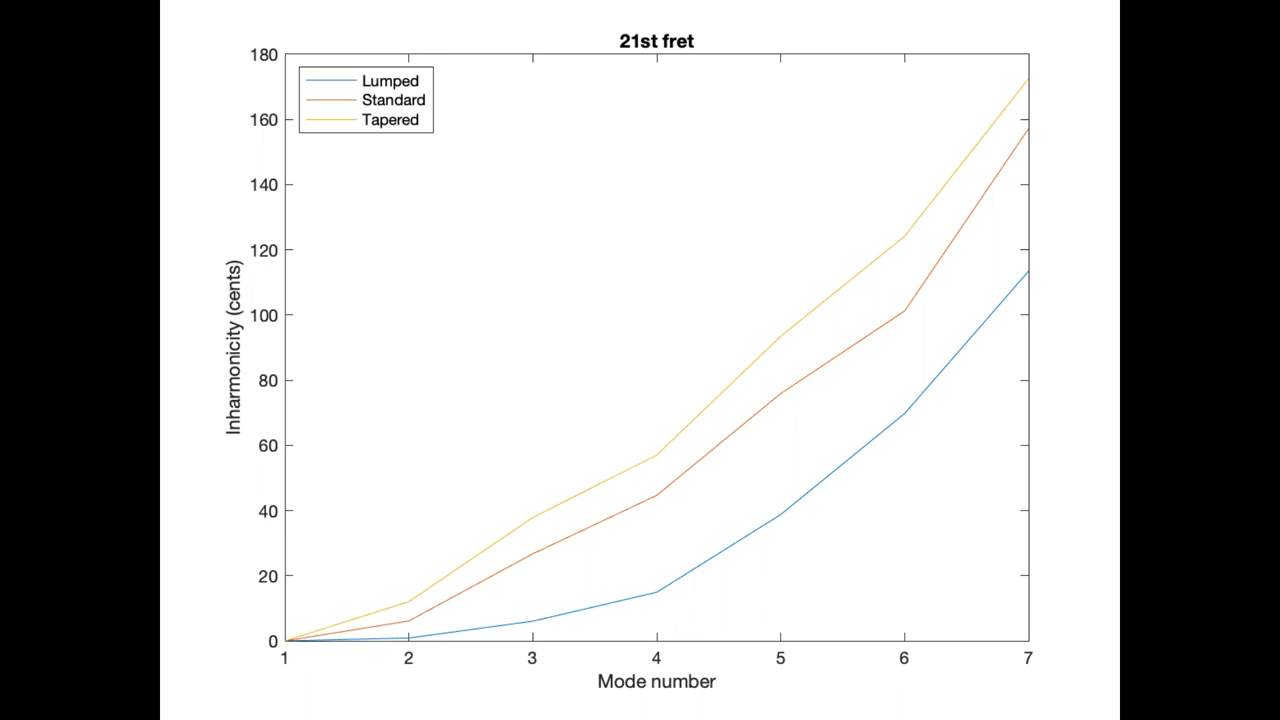 21st fret
180
Lumped
Standard
Tapered
160
140
120
100
80
60
40
20
0
Inharmonicity (cents)
1 2 3 4 5 6 7
Mode number